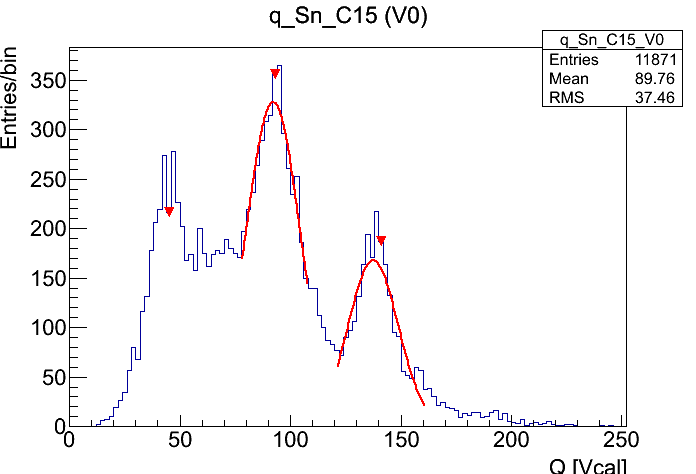 q_Sn_C15 (V0)
q_Sn_C15_V0
Entries 11871
Mean 89.76
RMS 37.46
Entries/bin
350
300
250
200
150
100
50
0
0 50 100 150 200 250
Q [Vcal]